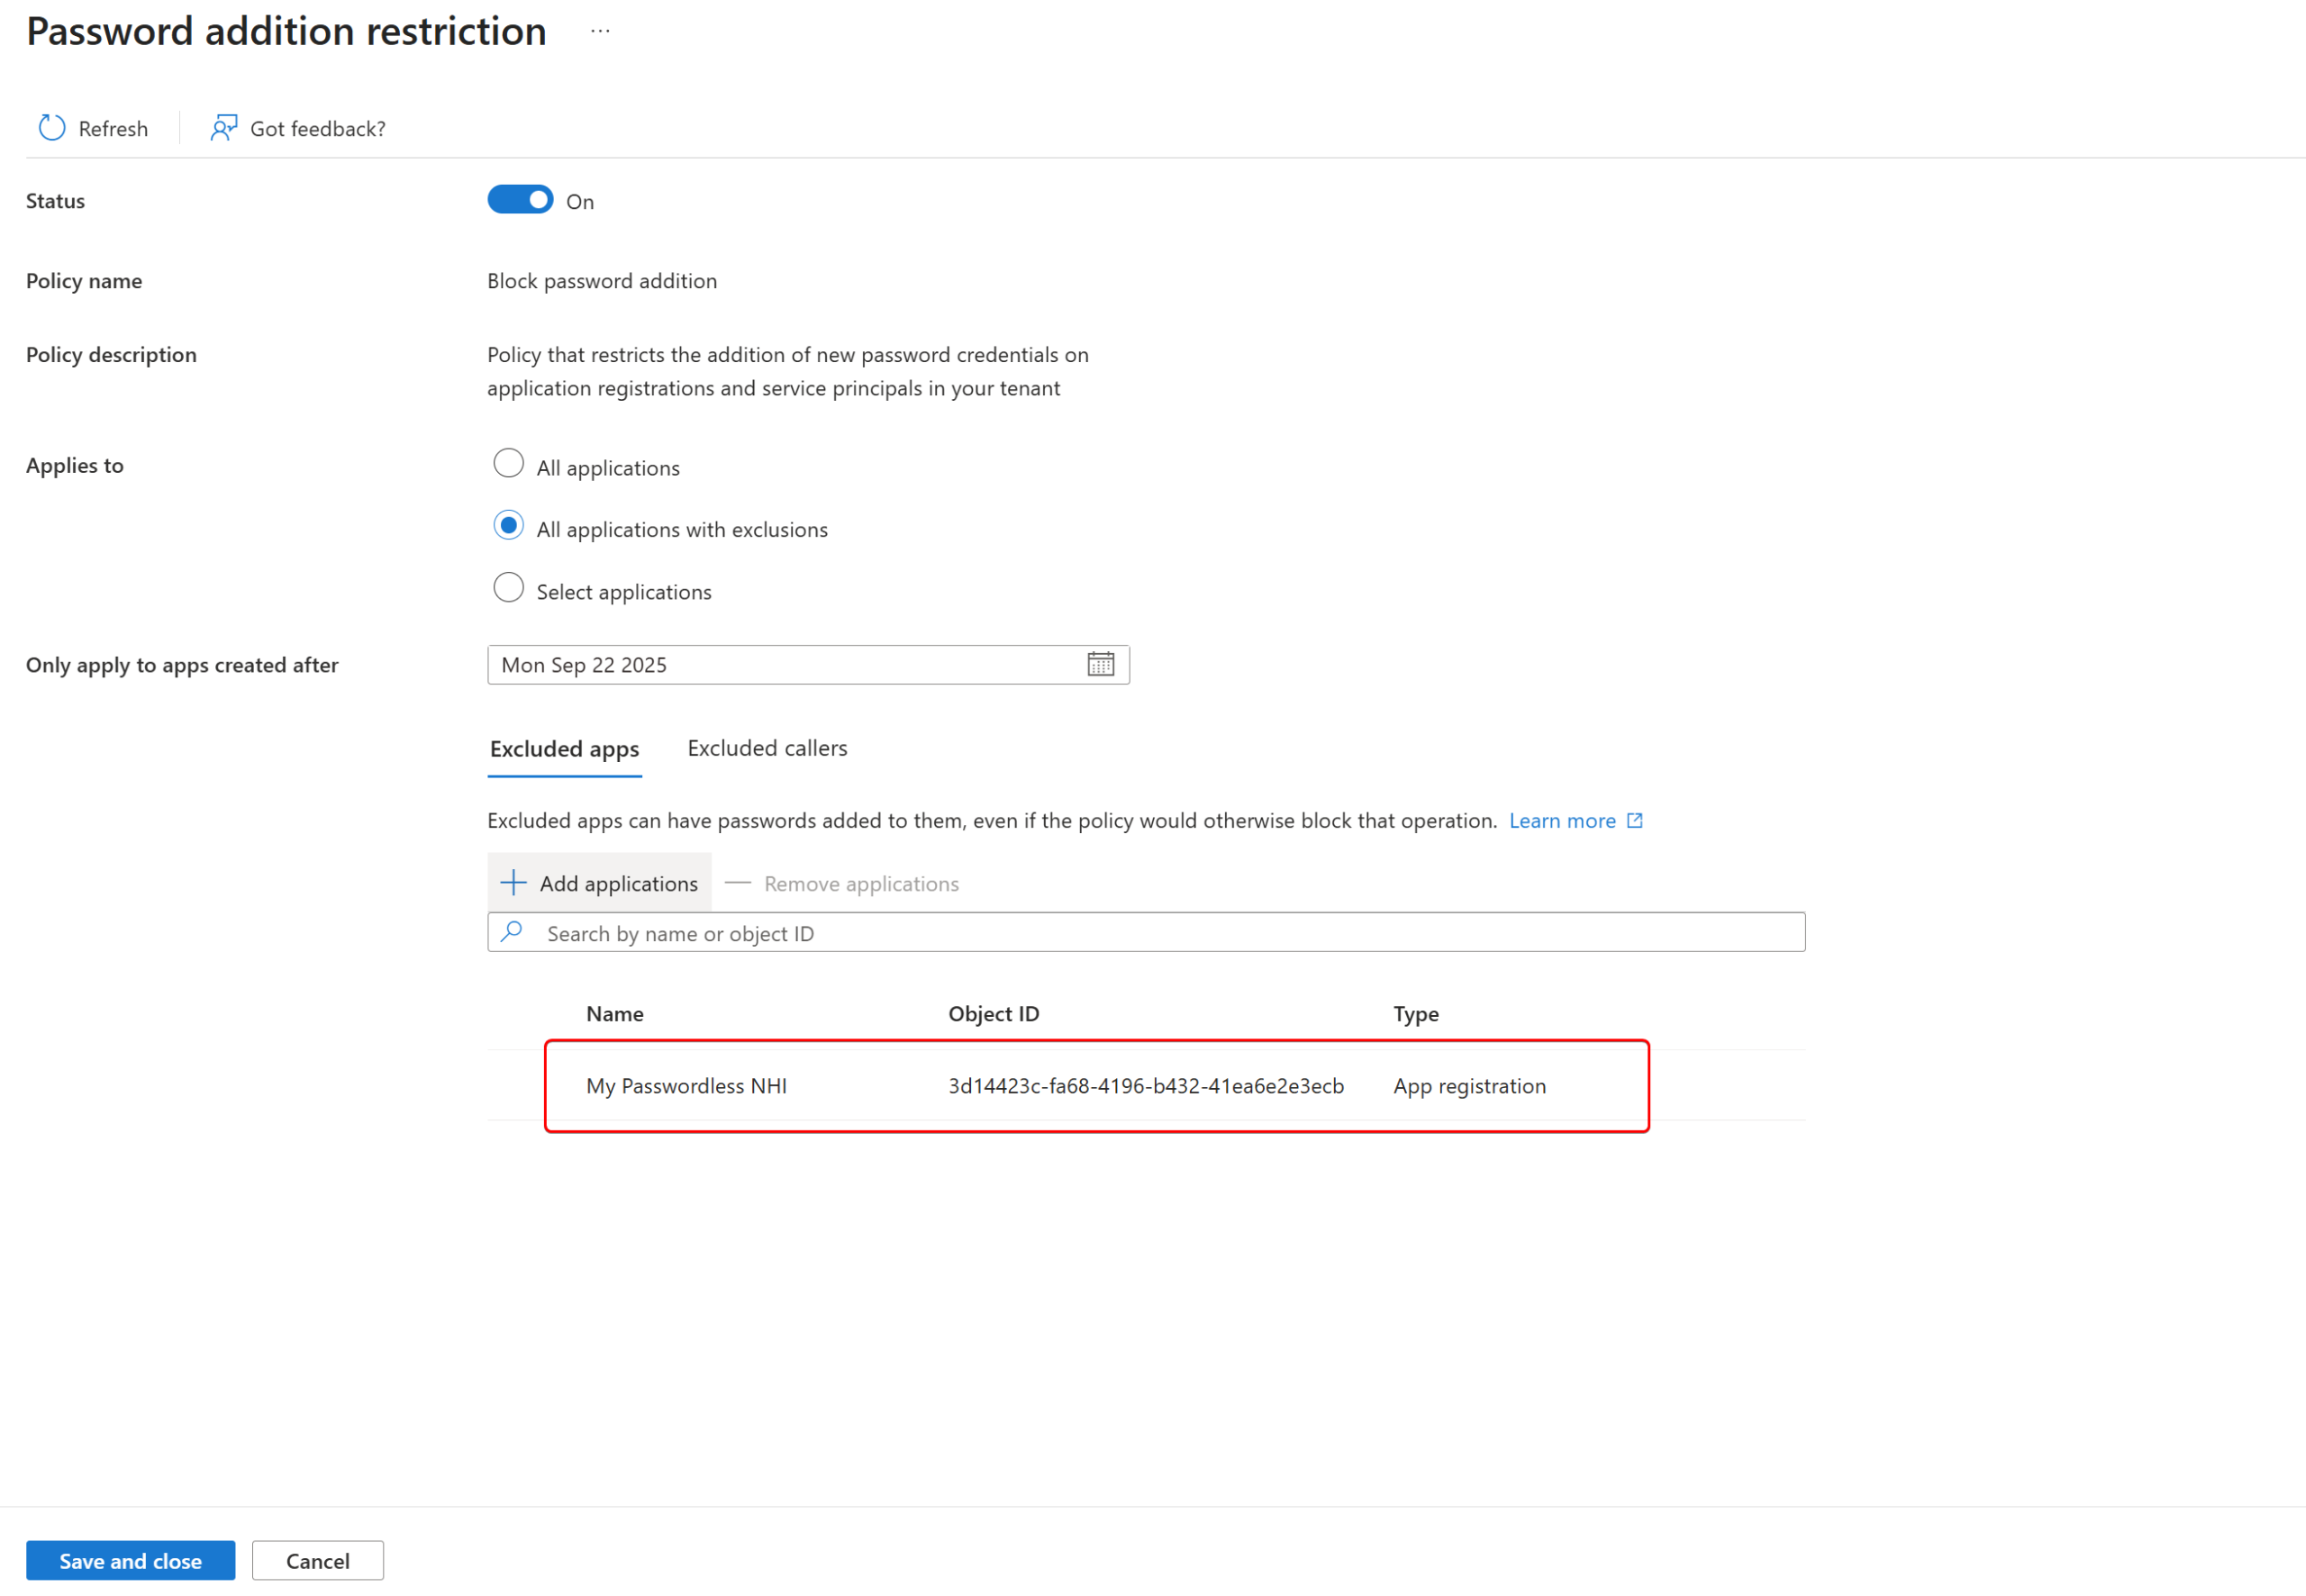 Password addition restriction ...
Refresh Got feedback?
Status On
Policy name Block password addition
Policy description Policy that restricts the addition of new password credentials on
application registrations and service principals in your tenant
Applies to All applications
All applications with exclusions
Select applications
Only apply to apps created after Mon Sep 22 2025
Excluded apps Excluded callers
Excluded apps can have passwords added to them, even if the policy would otherwise block that operation. Learn more
Add applications Remove applications
Search by name or object ID
Name Object ID Type
My Passwordless NHI 3d14423c-fa68-4196-b432-41ea6e2e3ecb App registration
Save and close Cancel